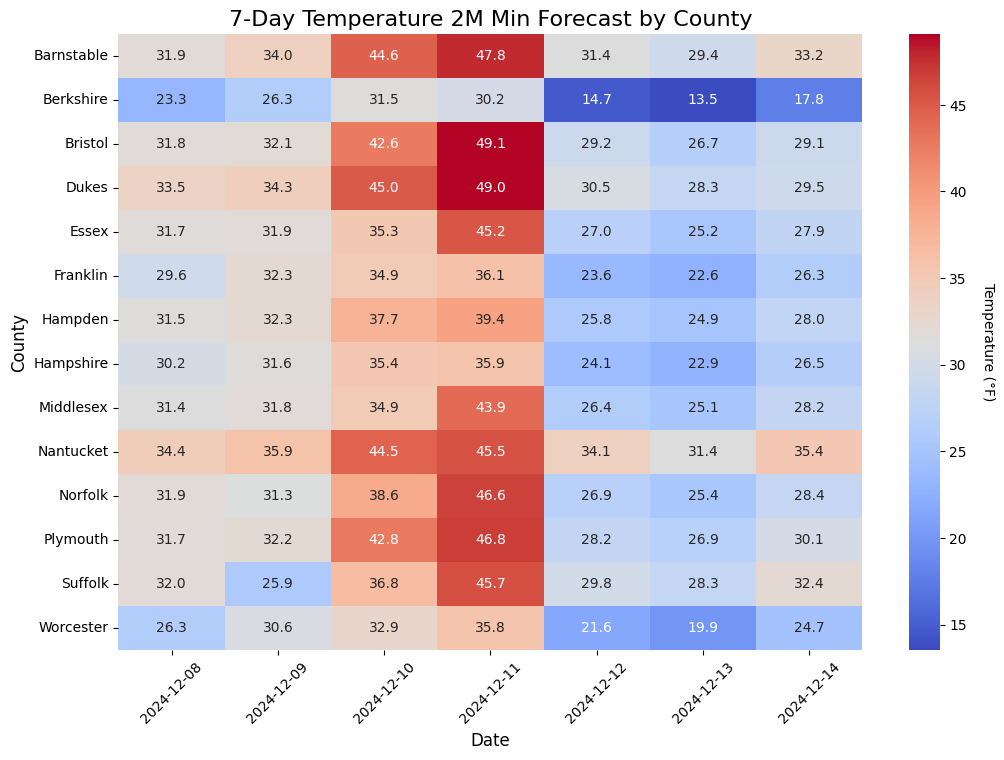 7-Day Temperature 2M Min Forecast by County
Barnstable 31.9 34.0 44.6 47.8 31.4 29.4 33.2
Berkshire 23.3 26.3 31.5 30.2 14.7 13.5 17.8
Bristol 31.8 32.1 42.6 49.1 29.2 26.7 29.1
Dukes 33.5 34.3 45.0 49.0 30.5 28.3 29.5
Essex 31.7 31.9 35.3 45.2 27.0 25.2 27.9
Franklin 29.6 32.3 34.9 36.1 23.6 22.6 26.3
Hampden 31.5 32.3 37.7 39.4 25.8 24.9 28.0
Hampshire 30.2 31.6 35.4 35.9 24.1 22.9 26.5
Middlesex 31.4 31.8 34.9 43.9 26.4 25.1 28.2
Nantucket 34.4 35.9 44.5 45.5 34.1 31.4 35.4
Norfolk 31.9 31.3 38.6 46.6 26.9 25.4 28.4
Plymouth 31.7 32.2 42.8 46.8 28.2 26.9 30.1
Suffolk 32.0 25.9 36.8 45.7 29.8 28.3 32.4
Worcester 26.3 30.6 32.9 35.8 21.6 19.9 24.7
County
2024-12-08 2024-12-09 2024-12-10 2024-12-11 2024-12-12 2024-12-13 2024-12-14
Date
45
40
35
30
25
20
15
Temperature (°F)